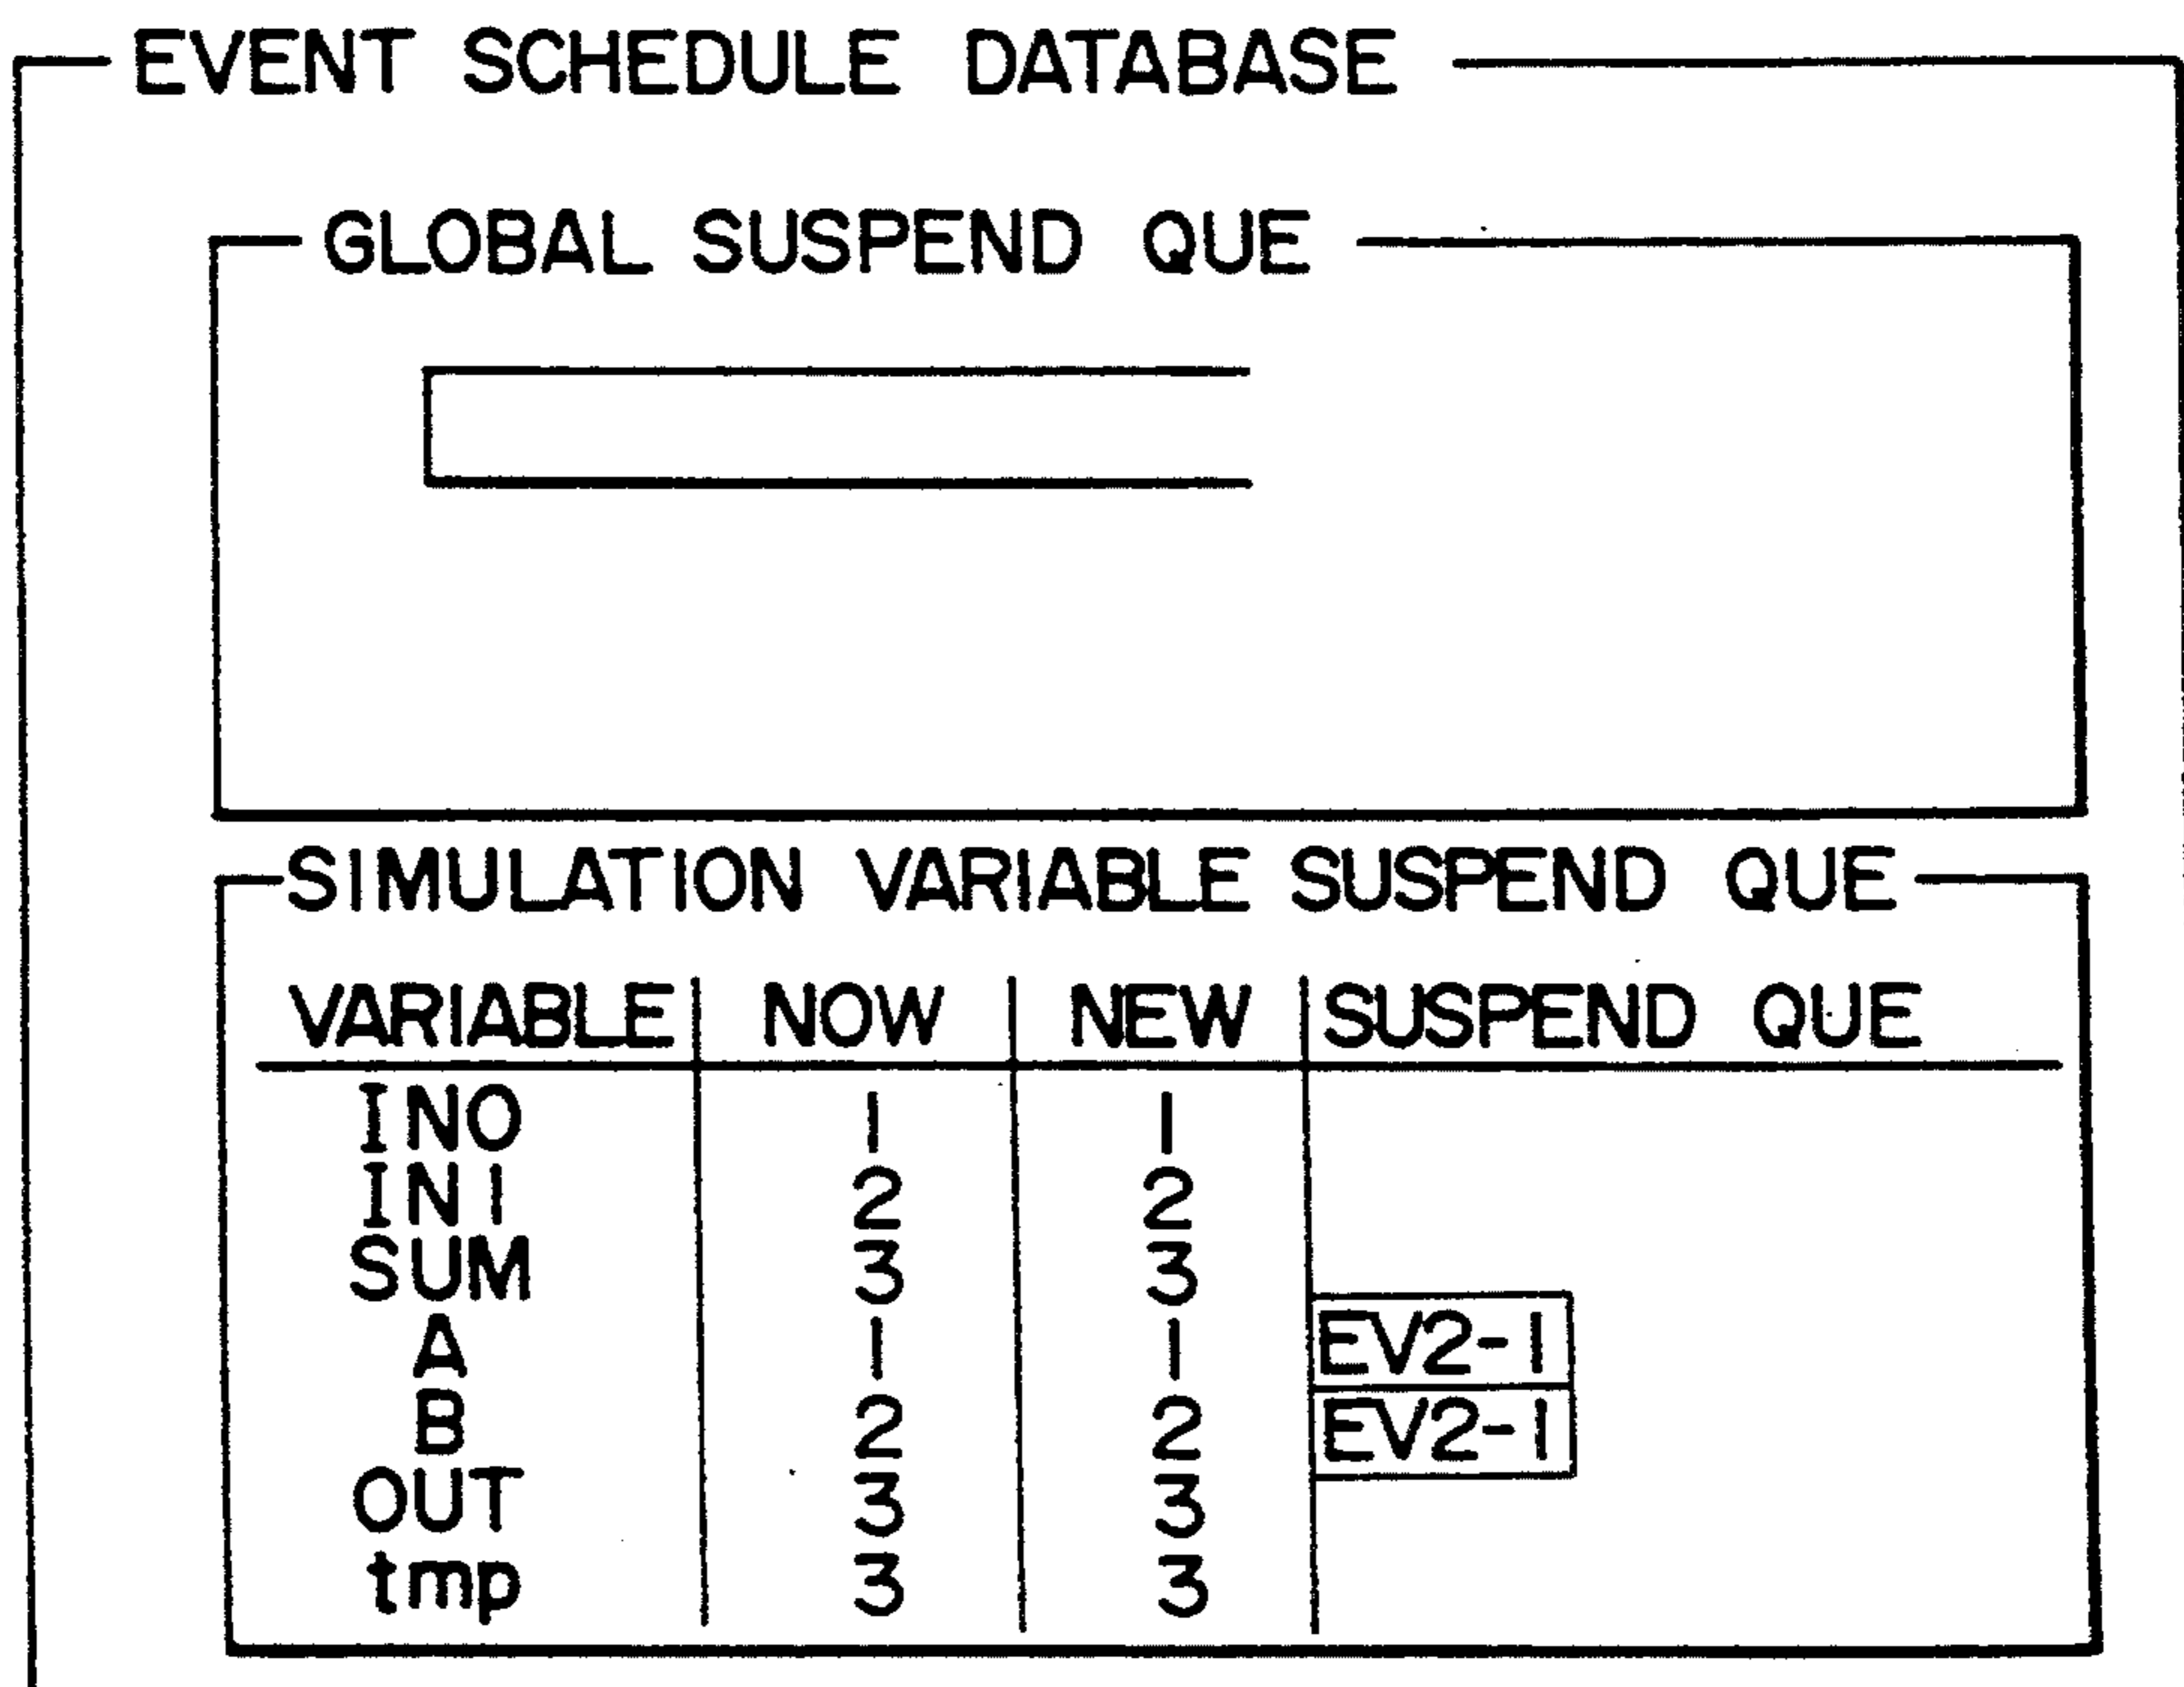 EVENT SCHEDULE DATABASE
GLOBAL SUSPEND QUE
SIMULATION VARIABLE SUSPEND QUE
VARIABLE NOW NEW SUSPEND QUE
IN0 1 1
IN1 2 2
SUM 3 3
A 1 1 EV2-1
B 2 2 EV2-1
OUT 3 3
tmp 3 3